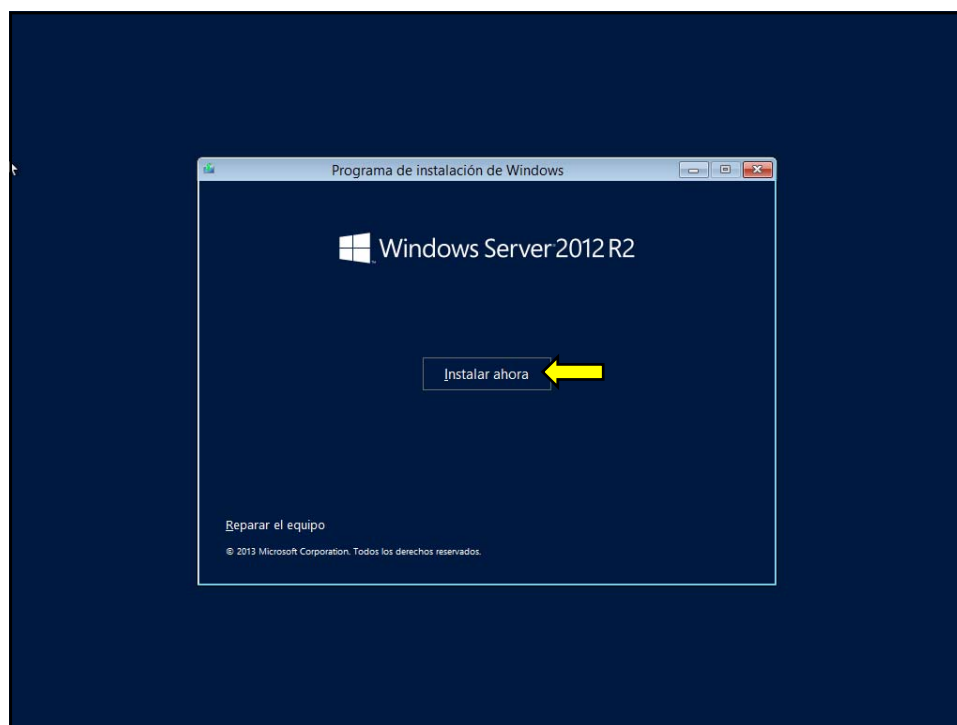 Programa de instalación de Windows
Windows Server 2012 R2
Instalar ahora
Reparar el equipo
© 2013 Microsoft Corporation. Todos los derechos reservados.